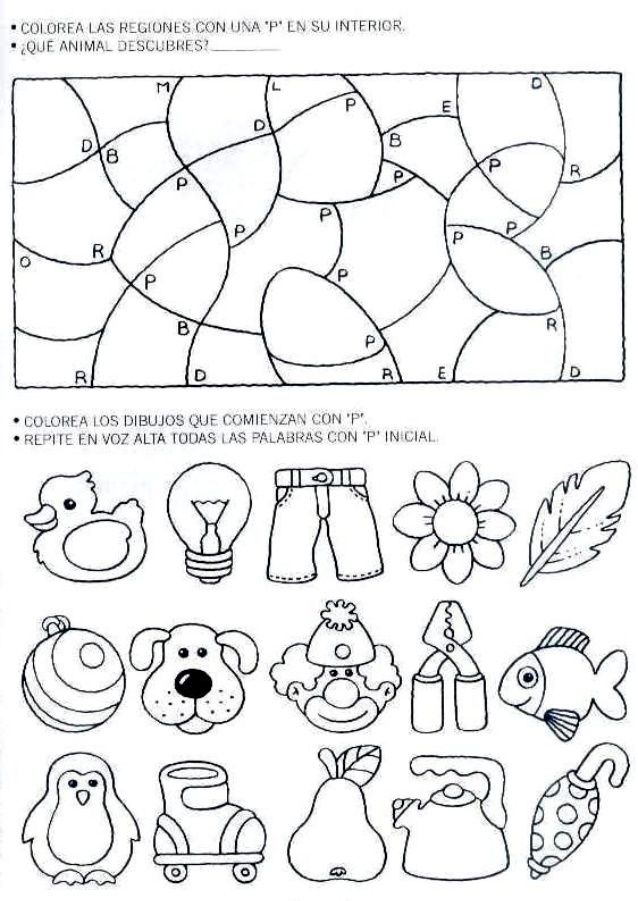 • COLOREA LAS REGIONES CON UNA "P" EN SU INTERIOR.
• ¿QUÉ ANIMAL DESCUBRES?__________
M L P D
E
D B D B
P P P R
P
P P
R P P B
O P P
B P R
R D R E D
• COLOREA LOS DIBUJOS QUE COMIENZAN CON "P".
• REPITE EN VOZ ALTA TODAS LAS PALABRAS CON "P" INICIAL.